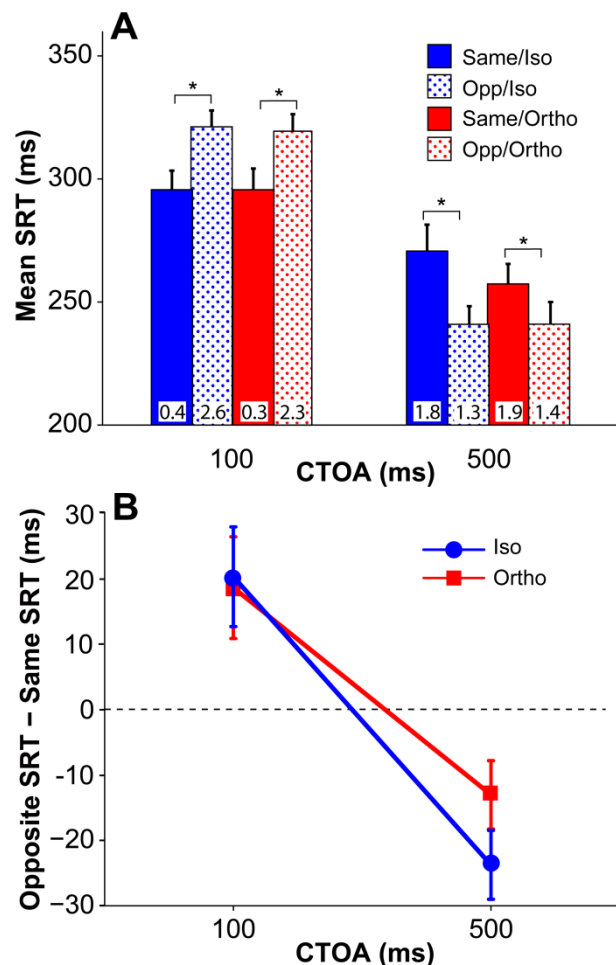 A
350
300
250
200
Mean SRT (ms)
Same/Iso
Opp/Iso
Same/Ortho
Opp/Ortho
* * * *
0.4 2.6 0.3 2.3 1.8 1.3 1.9 1.4
100 500
CTOA (ms)
B
30
20
10
0
−10
−20
−30
Opposite SRT − Same SRT (ms)
Iso
Ortho
100 500
CTOA (ms)